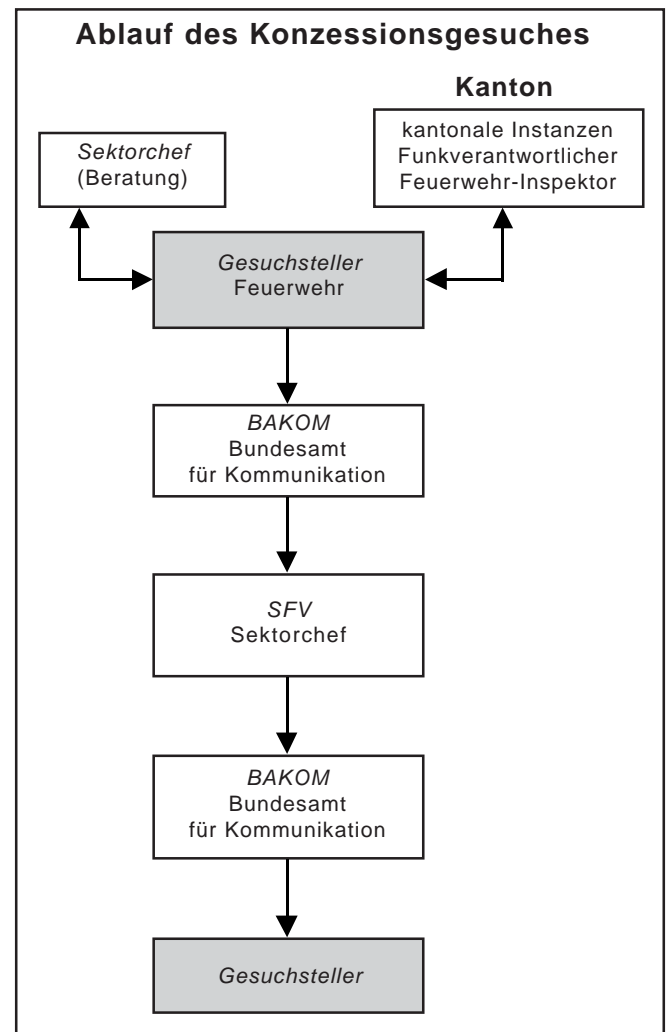 Ablauf des Konzessionsgesuches
Kanton
Sektorchef
(Beratung)
kantonale Instanzen
Funkverantwortlicher
Feuerwehr-Inspektor
Gesuchsteller
Feuerwehr
BAKOM
Bundesamt
für Kommunikation
SFV
Sektorchef
BAKOM
Bundesamt
für Kommunikation
Gesuchsteller